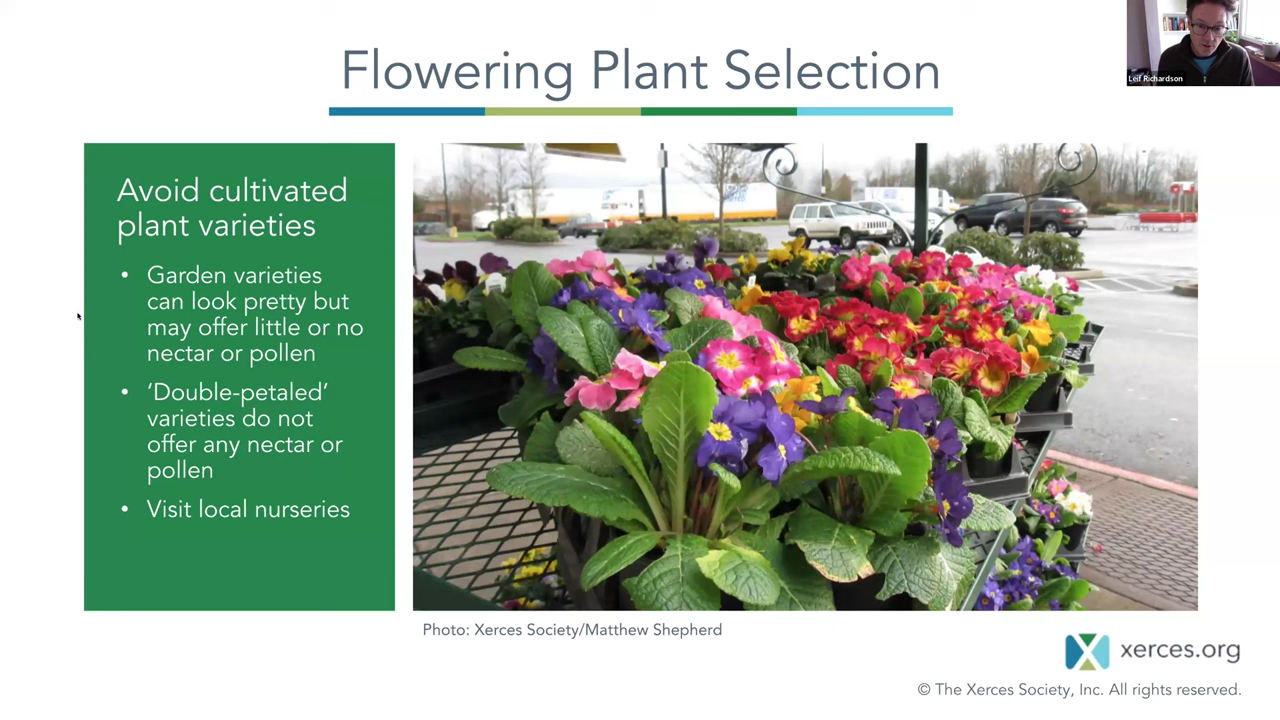 Flowering Plant Selection
Leif Richardson
Avoid cultivated
plant varieties
• Garden varieties
can look pretty but
may offer little or no
nectar or pollen
• ‘Double-petaled’
varieties do not
offer any nectar or
pollen
• Visit local nurseries
Photo: Xerces Society/Matthew Shepherd
xerces.org
© The Xerces Society, Inc. All rights reserved.